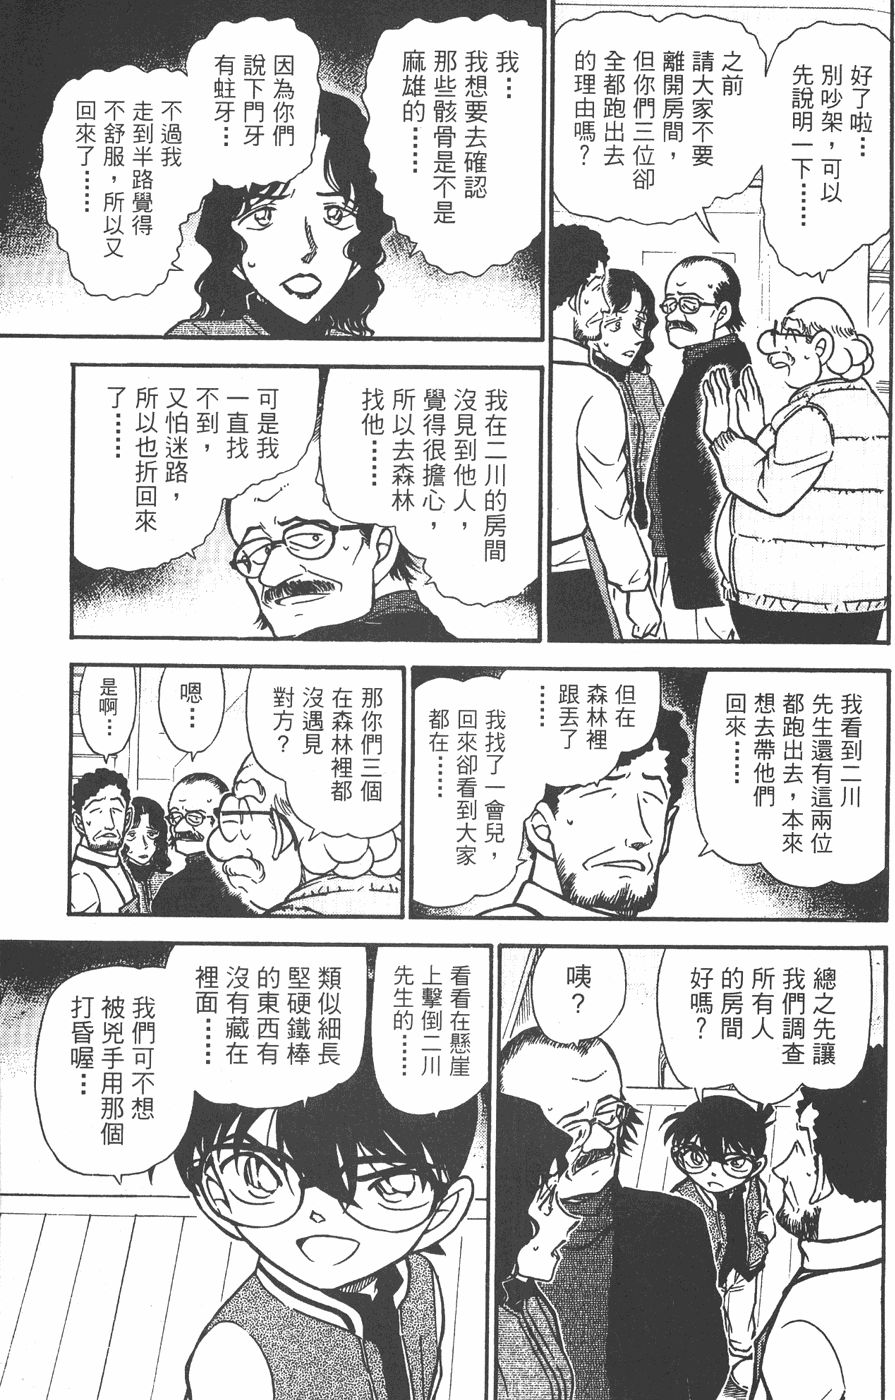 好了啦…
別吵架，可以
先說明一下……
之前
請大家不要
離開房間，
但你們三位卻
全都跑出去
的理由嗎？
我…
我想要去確認
那些骸骨是不是
麻雄的……
因為你們
說下門牙
有蛀牙…
不過我
走到半路覺得
不舒服，所以又
回來了……
我在二川的房間
沒見到他人，
覺得很擔心，
所以去森林
找他……
可是我
一直找
不到，
又怕迷路，
所以也折回來
了……
我看到二川
先生還有這兩位
都跑出去，本來
想去帶他們
回來……
但在
森林裡
跟丟了
……
我找了一會兒，
回來卻看到大家
都在……
那你們三個
在森林裡都
沒遇見
對方？
嗯…
是啊…
總之先讓
我們調查
所有人
的房間
好嗎？
咦？
看看在懸崖
上擊倒二川
先生的……
類似細長
堅硬鐵棒
的東西有
沒有藏在
裡面……
我們可不想
被兇手用那個
打昏喔…